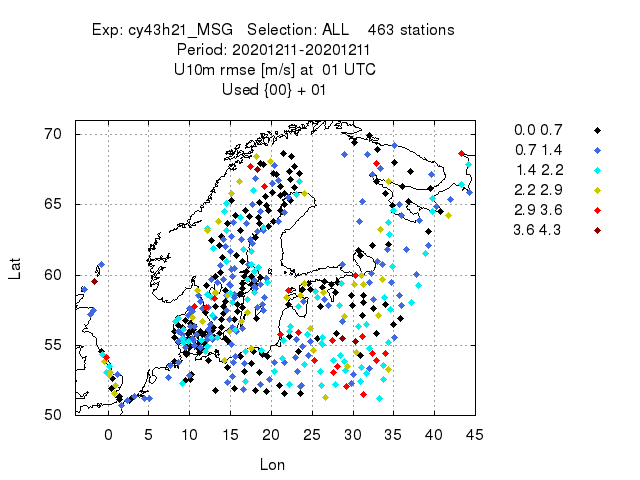 Exp: cy43h21_MSG   Selection: ALL    463 stations
Period: 20201211-20201211
U10m rmse [m/s] at  01 UTC
Used {00} + 01
0.0 0.7
0.7 1.4
1.4 2.2
2.2 2.9
2.9 3.6
3.6 4.3
70
65
60
55
50
Lat
0 5 10 15 20 25 30 35 40 45
Lon